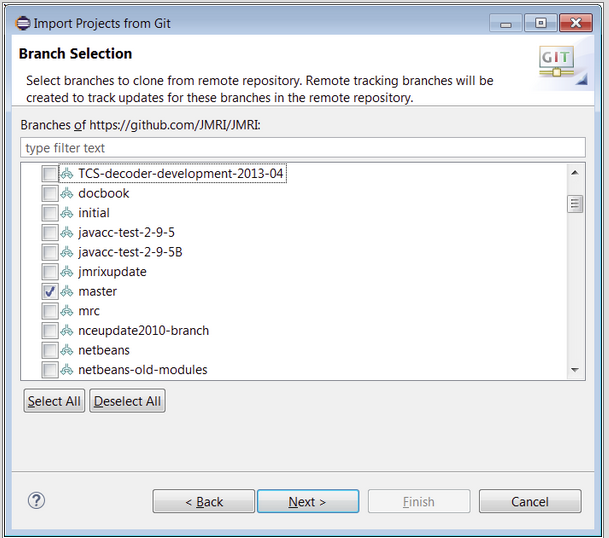 Import Projects from Git
Branch Selection
GIT
Select branches to clone from remote repository. Remote tracking branches will be
created to track updates for these branches in the remote repository.
Branches of https://github.com/JMRI/JMRI:
type filter text
TCS-decoder-development-2013-04
docbook
initial
javacc-test-2-9-5
javacc-test-2-9-5B
jmrixupdate
master
mrc
nceupdate2010-branch
netbeans
netbeans-old-modules
Select All Deselect All
? < Back Next > Finish Cancel